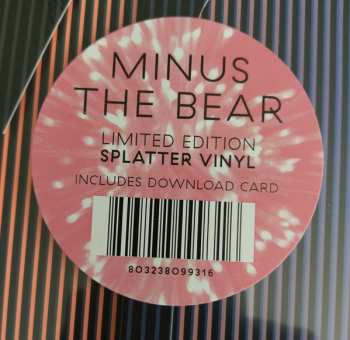 MINUS
THE BEAR
LIMITED EDITION
SPLATTER VINYL
INCLUDES DOWNLOAD CARD
803238099316